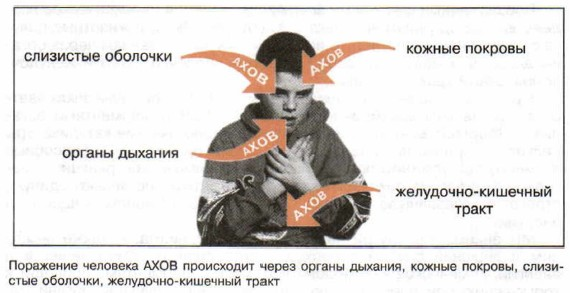 слизистые оболочки
кожные покровы
АХОВ
АХОВ
органы дыхания
АХОВ
желудочно-кишечный
тракт
АХОВ
Поражение человека АХОВ происходит через органы дыхания, кожные покровы, слизи-
стые оболочки, желудочно-кишечный тракт